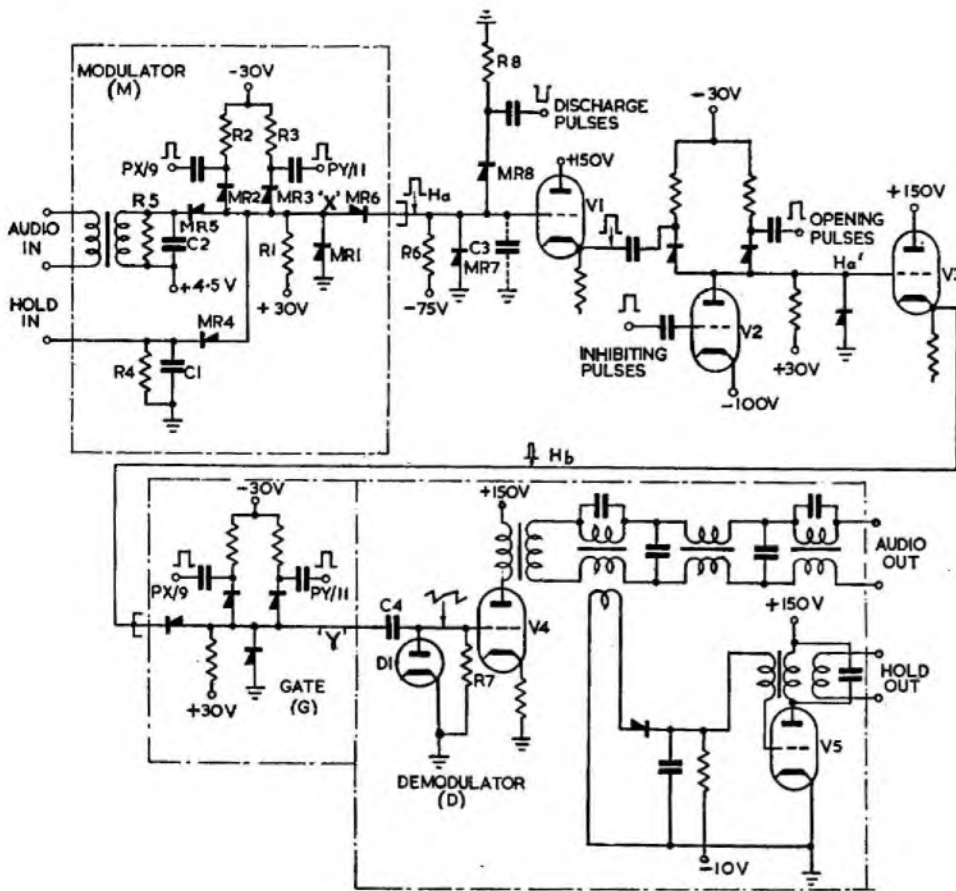 MODULATOR
(M)
-30V
R2
R3
PX/9
PY/11
MR2
MR3
'X'
MR6
R5
MR5
C2
AUDIO
IN
+4·5V
R1
MR1
+30V
HOLD
IN
MR4
R4
C1
R8
DISCHARGE
PULSES
MR8
+150V
Ha
V1
R6
C3
MR7
-75V
-30V
OPENING
PULSES
+150V
Ha'
V2
INHIBITING
PULSES
+30V
-100V
Hb
-30V
PX/9
PY/11
'Y'
GATE
(G)
+30V
+150V
C4
V4
D1
R7
DEMODULATOR
(D)
AUDIO
OUT
+150V
HOLD
OUT
V5
-10V